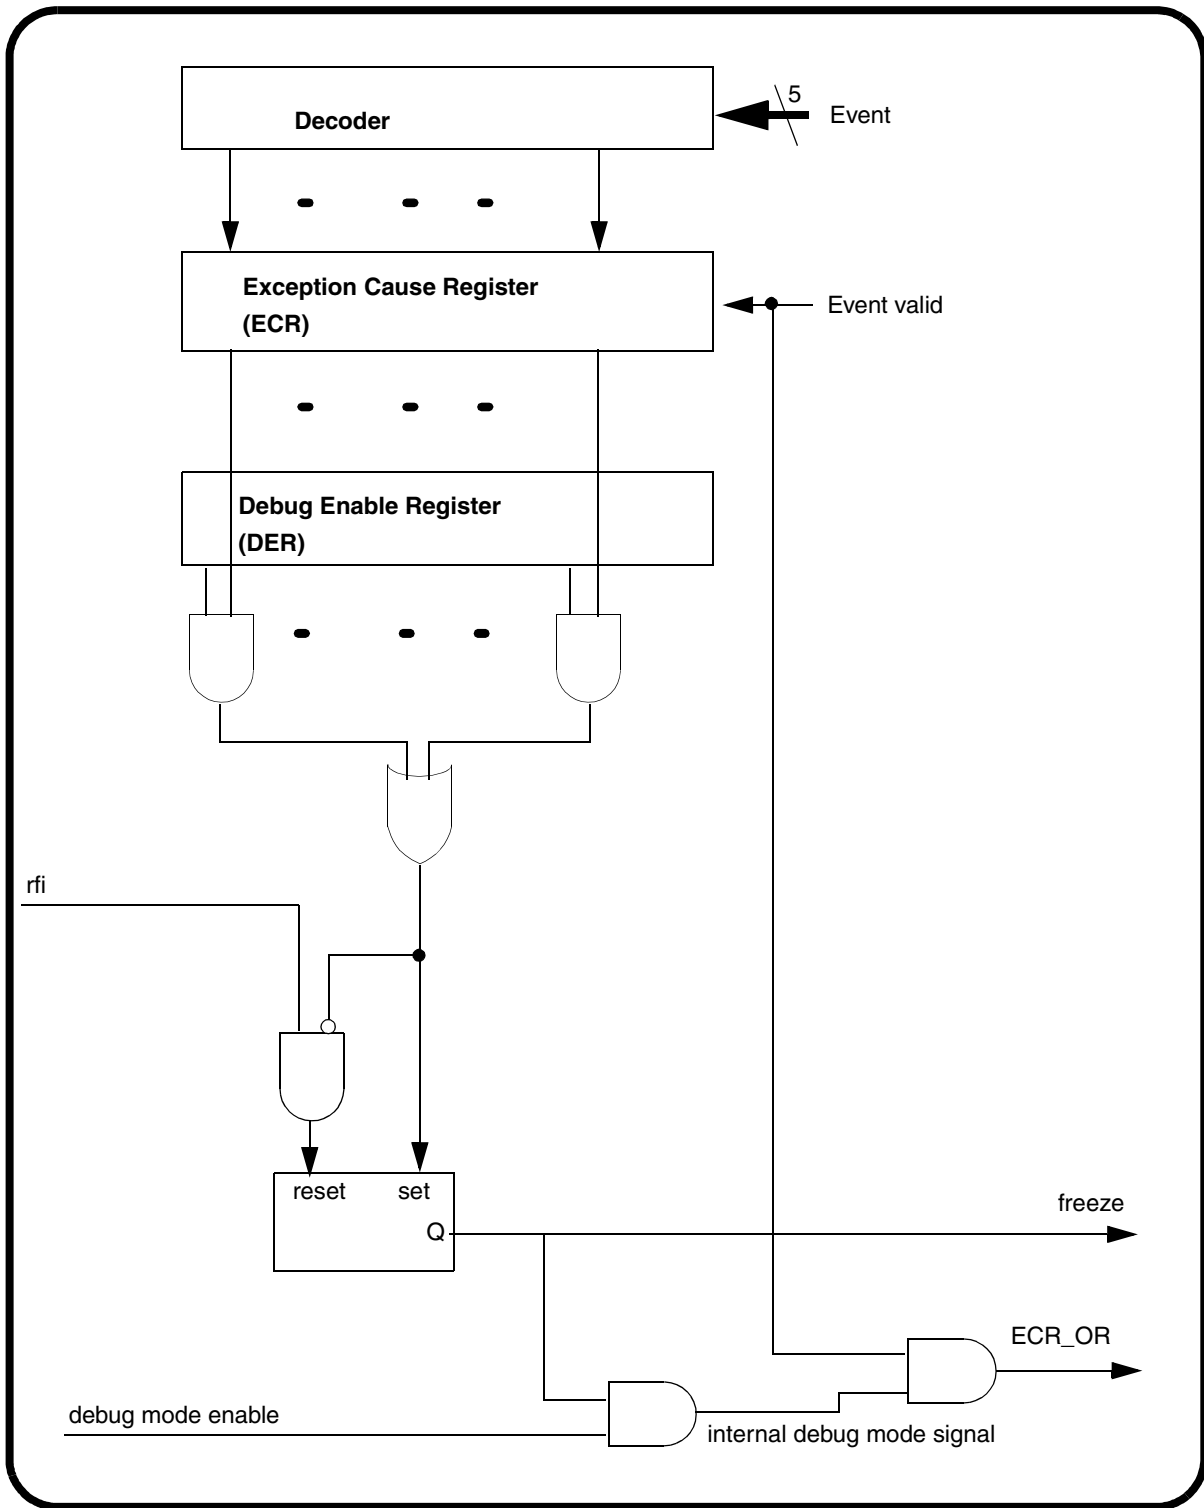 5
Decoder
Event
Exception Cause Register
(ECR)
Event valid
Debug Enable Register
(DER)
rfi
reset
set
Q
freeze
ECR_OR
debug mode enable
internal debug mode signal